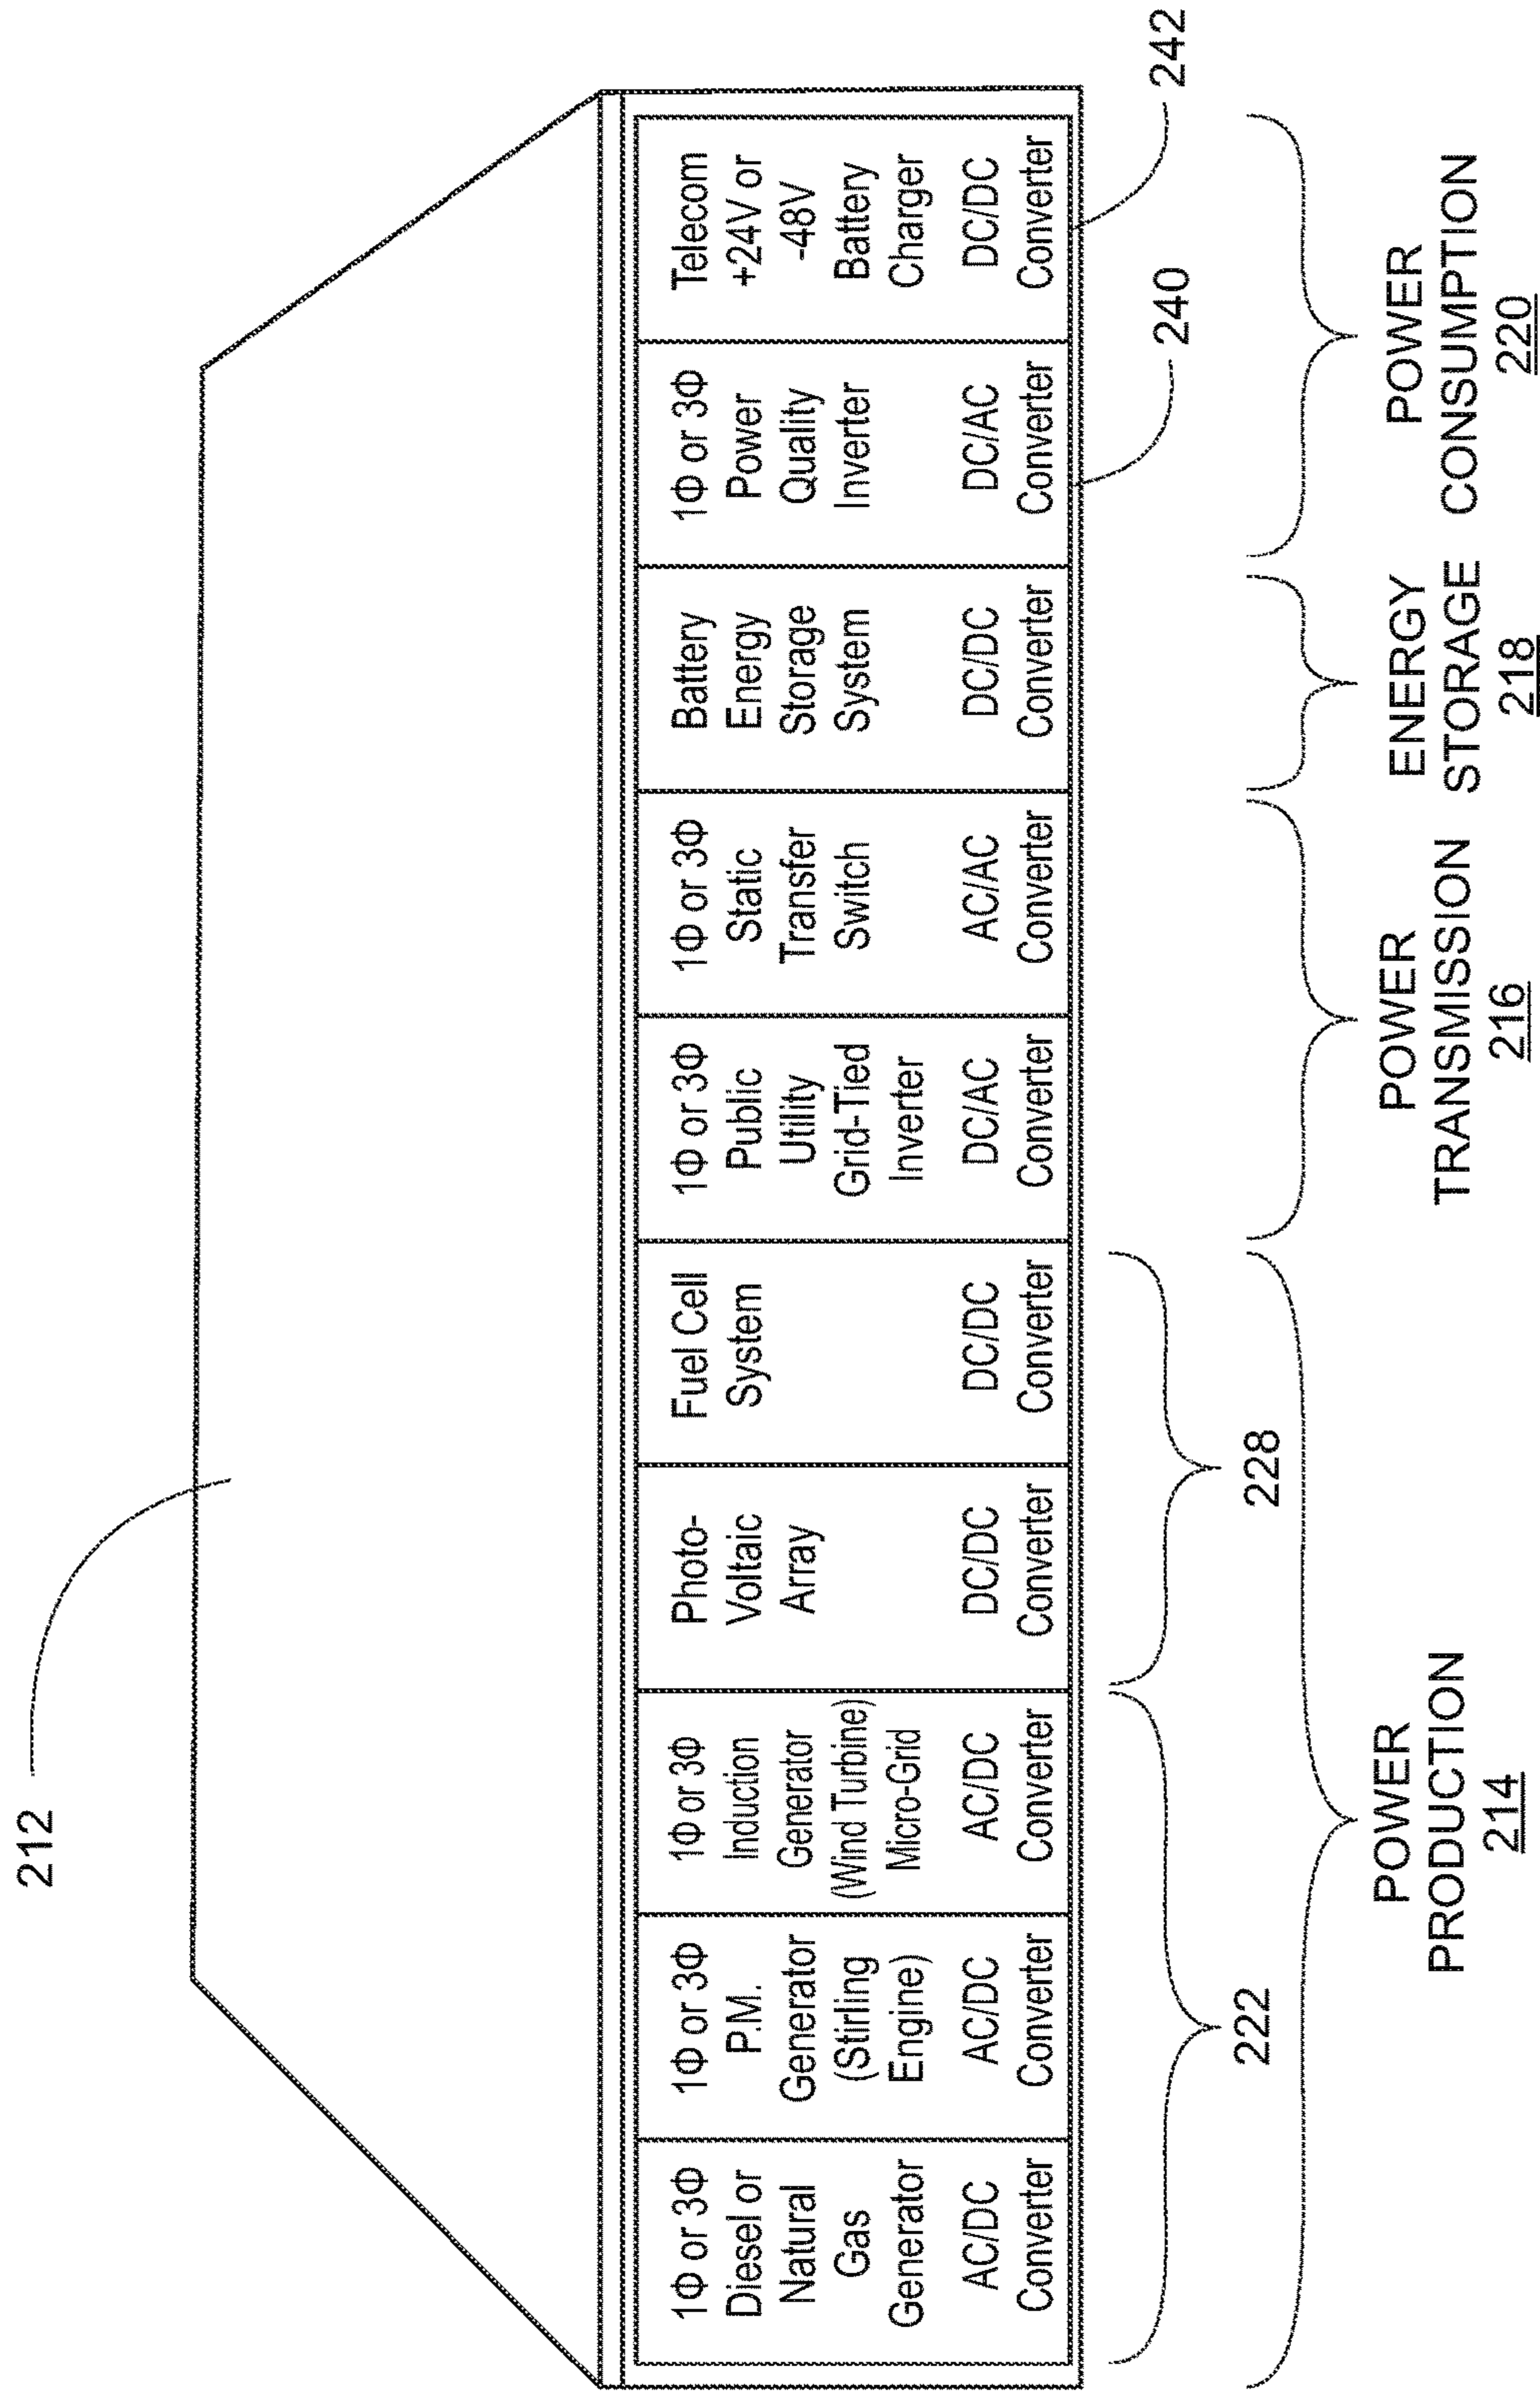 212
1Φ or 3Φ
Diesel or
Natural
Gas
Generator
AC/DC
Converter
1Φ or 3Φ
P.M.
Generator
(Stirling
Engine)
AC/DC
Converter
1Φ or 3Φ
Induction
Generator
(Wind Turbine)
Micro-Grid
AC/DC
Converter
Photo-
Voltaic
Array
DC/DC
Converter
Fuel Cell
System
DC/DC
Converter
1Φ or 3Φ
Public
Utility
Grid-Tied
Inverter
DC/AC
Converter
1Φ or 3Φ
Static
Transfer
Switch
AC/AC
Converter
Battery
Energy
Storage
System
DC/DC
Converter
1Φ or 3Φ
Power
Quality
Inverter
DC/AC
Converter
Telecom
+24V or
-48V
Battery
Charger
DC/DC
Converter
222
228
240
242
POWER
PRODUCTION
214
POWER
TRANSMISSION
216
ENERGY
STORAGE
218
POWER
CONSUMPTION
220